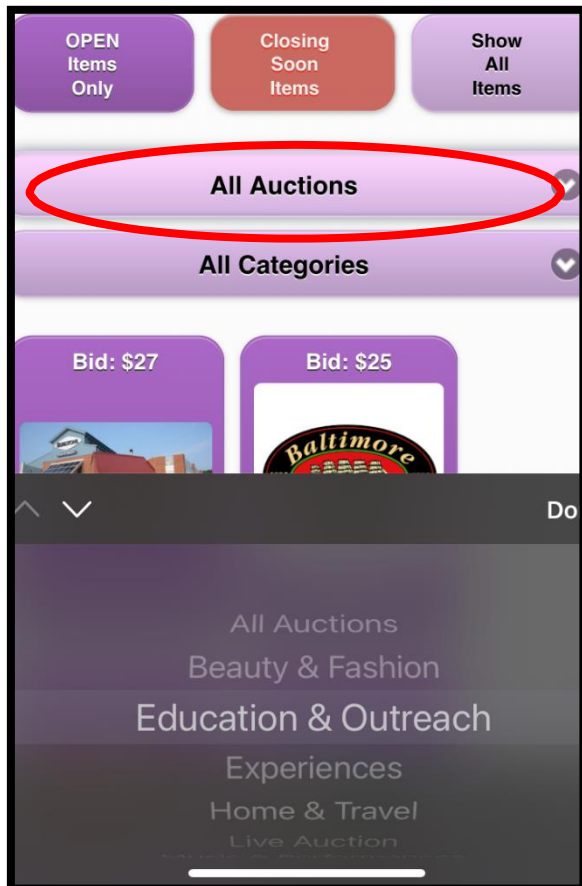 OPEN
Items
Only
Closing
Soon
Items
Show
All
Items
All Auctions
All Categories
Bid: $27
Bid: $25
Baltimore
Do
All Auctions
Beauty & Fashion
Education & Outreach
Experiences
Home & Travel
Live Auction